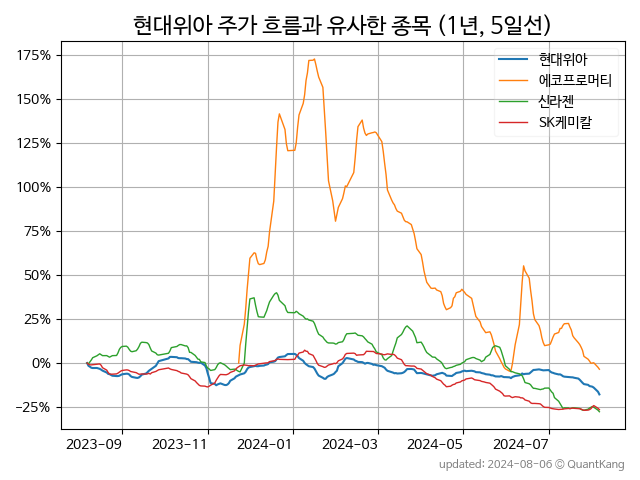 현대위아 주가 흐름과 유사한 종목 (1년, 5일선)
175%
150%
125%
100%
75%
50%
25%
0%
−25%
현대위아
에코프로머티
신라젠
SK케미칼
2023-09
2023-11
2024-01
2024-03
2024-05
2024-07
updated: 2024-08-06 © QuantKang